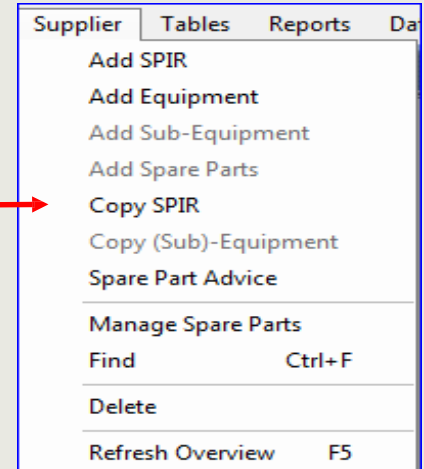 Supplier Tables Reports Da
Add SPIR
Add Equipment
Add Sub-Equipment
Add Spare Parts
Copy SPIR
Copy (Sub)-Equipment
Spare Part Advice
Manage Spare Parts
Find Ctrl+F
Delete
Refresh Overview F5